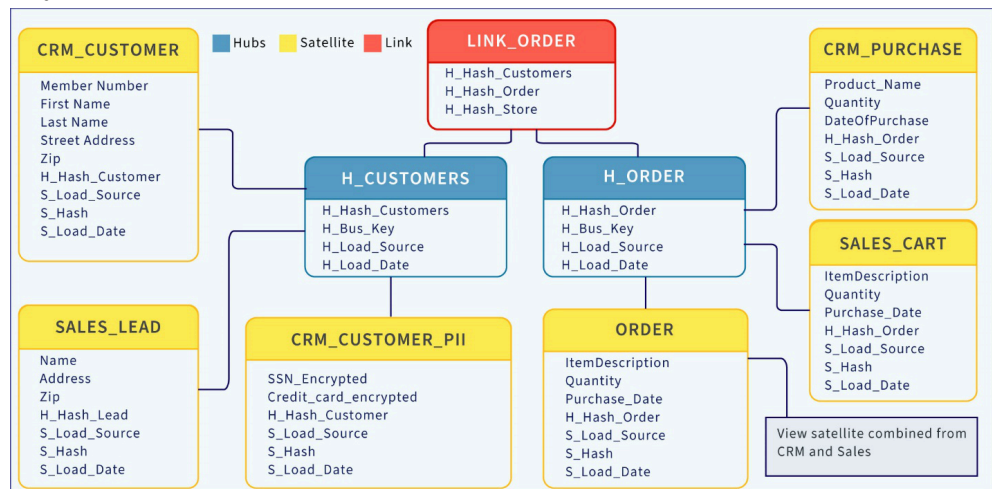 CRM_CUSTOMER
Member Number
First Name
Last Name
Street Address
Zip
H_Hash_Customer
S_Load_Source
S_Hash
S_Load_Date
Hubs
Satellite
Link
LINK_ORDER
H_Hash_Customers
H_Hash_Order
H_Hash_Store
CRM_PURCHASE
Product_Name
Quantity
DateOfPurchase
H_Hash_Order
S_Load_Source
S_Hash
S_Load_Date
H_CUSTOMERS
H_Hash_Customers
H_Bus_Key
H_Load_Source
H_Load_Date
H_ORDER
H_Hash_Order
H_Bus_Key
H_Load_Source
H_Load_Date
SALES_CART
ItemDescription
Quantity
Purchase_Date
H_Hash_Order
S_Load_Source
S_Hash
S_Load_Date
SALES_LEAD
Name
Address
Zip
H_Hash_Lead
S_Load_Source
S_Hash
S_Load_Date
CRM_CUSTOMER_PII
SSN_Encrypted
Credit_card_encrypted
H_Hash_Customer
S_Load_Source
S_Hash
S_Load_Date
ORDER
ItemDescription
Quantity
Purchase_Date
H_Hash_Order
S_Load_Source
S_Hash
S_Load_Date
View satellite combined from
CRM and Sales